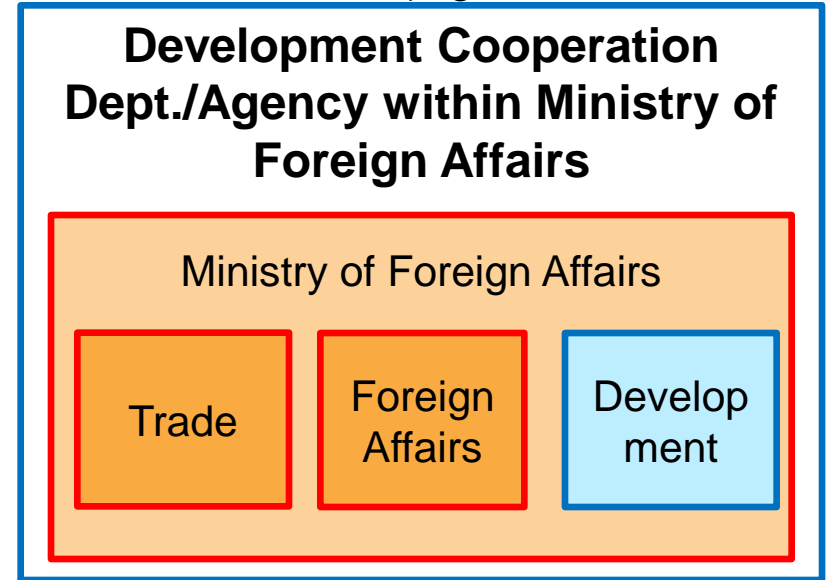 Development Cooperation
Dept./Agency within Ministry of
Foreign Affairs
Ministry of Foreign Affairs
Trade
Foreign
Affairs
Develop
ment